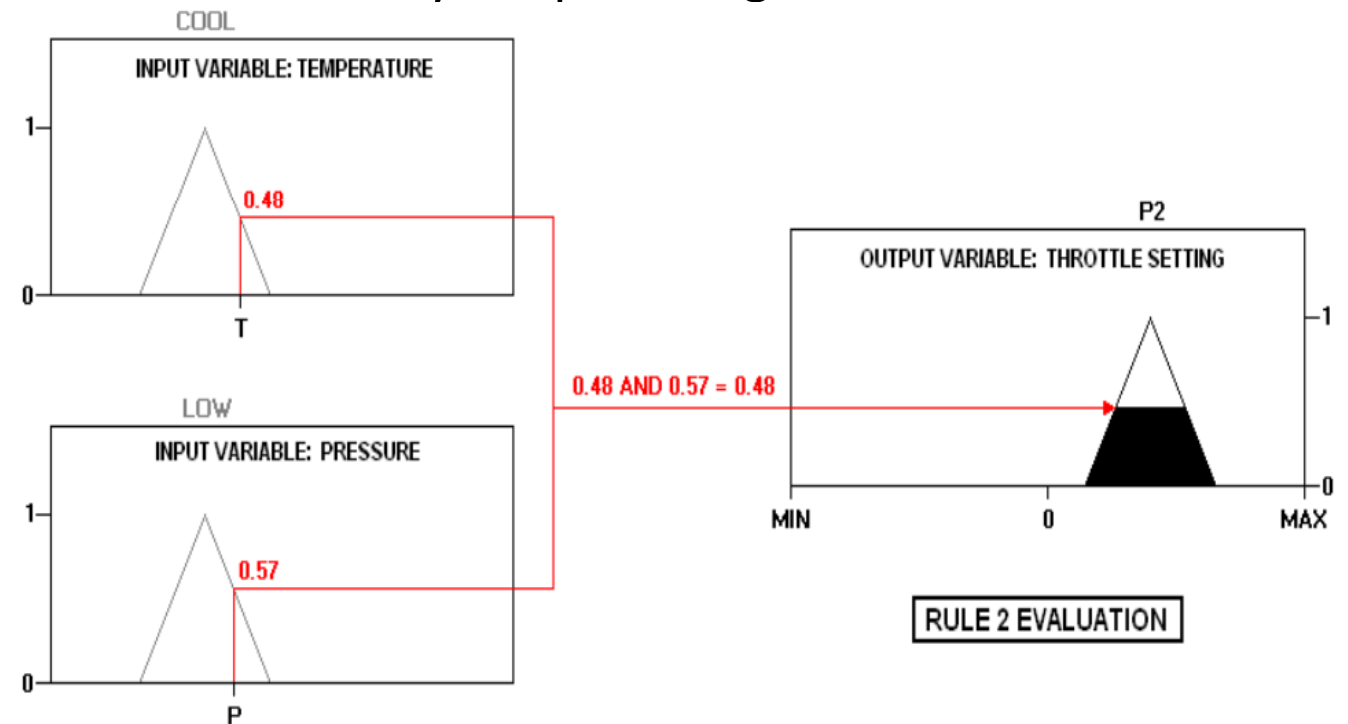 COOL
INPUT VARIABLE: TEMPERATURE
1
0.48
0
T
LOW
INPUT VARIABLE: PRESSURE
1
0.57
0
P
0.48 AND 0.57 = 0.48
P2
OUTPUT VARIABLE: THROTTLE SETTING
1
0
MIN
0
MAX
RULE 2 EVALUATION